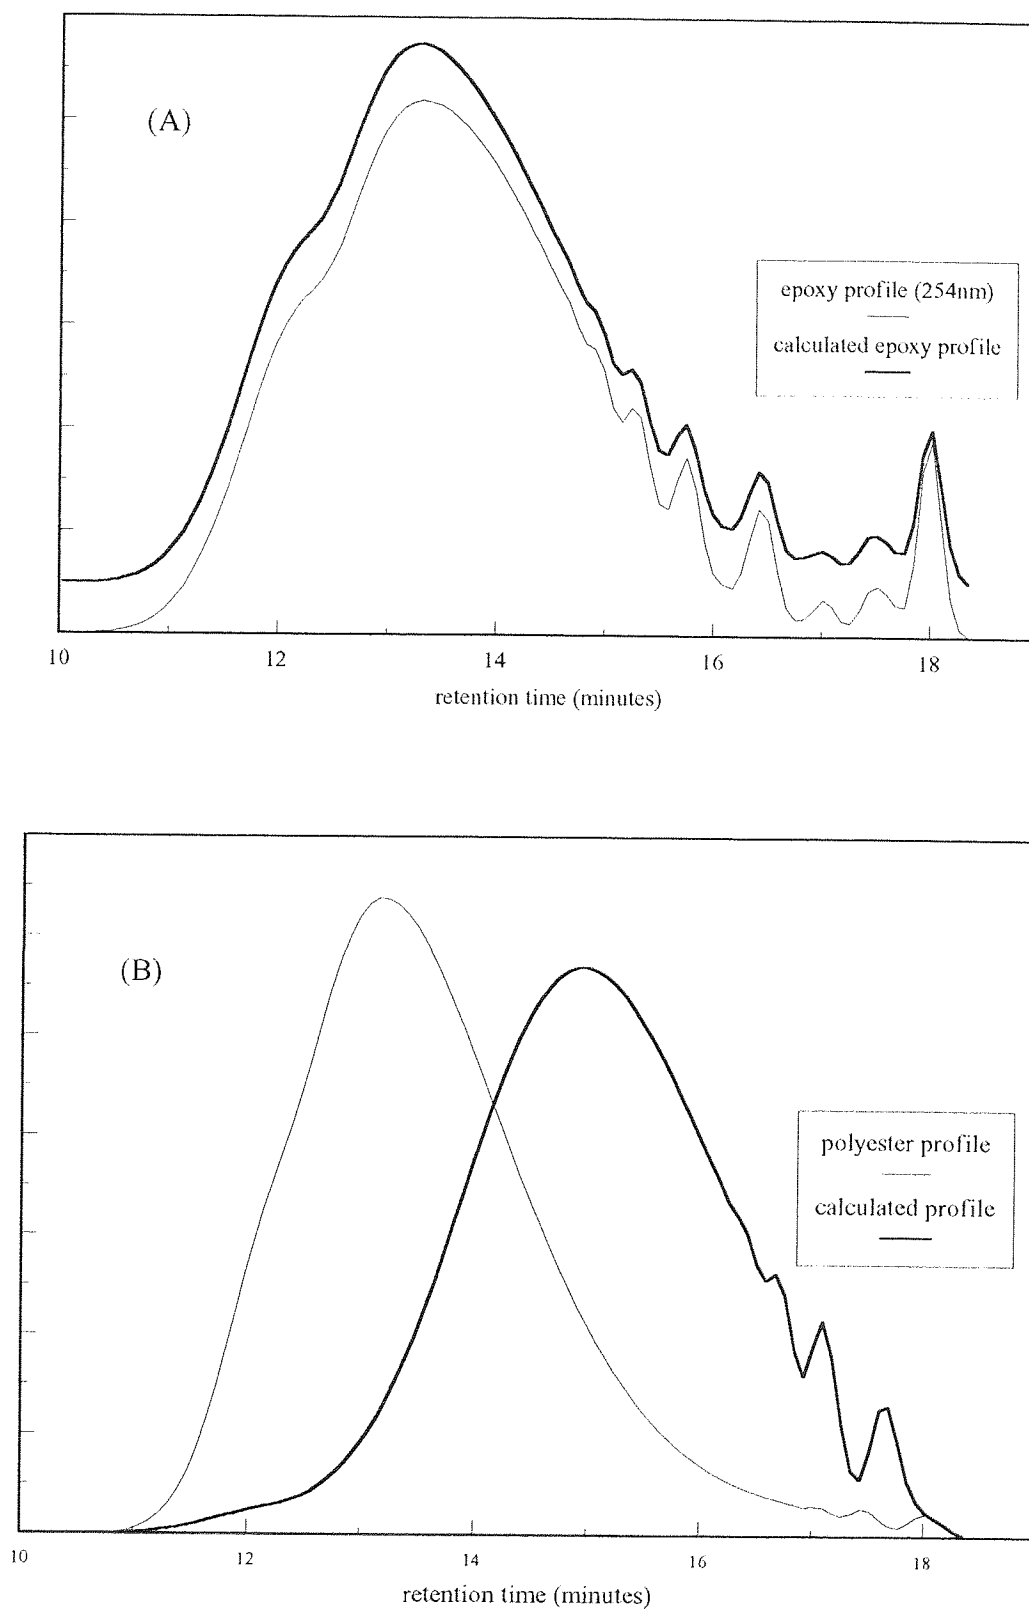 (A)
epoxy profile (254nm)
calculated epoxy profile
10 12 14 16 18
retention time (minutes)
(B)
polyester profile
calculated profile
10 12 14 16 18
retention time (minutes)